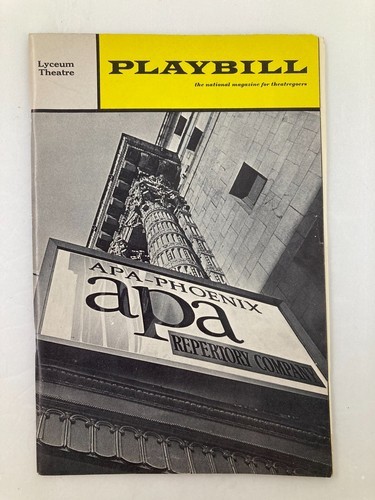 Lyceum
Theatre
PLAYBILL
the national magazine for theatregoers
APA-PHOENIX
apa
REPERTORY COMPANY